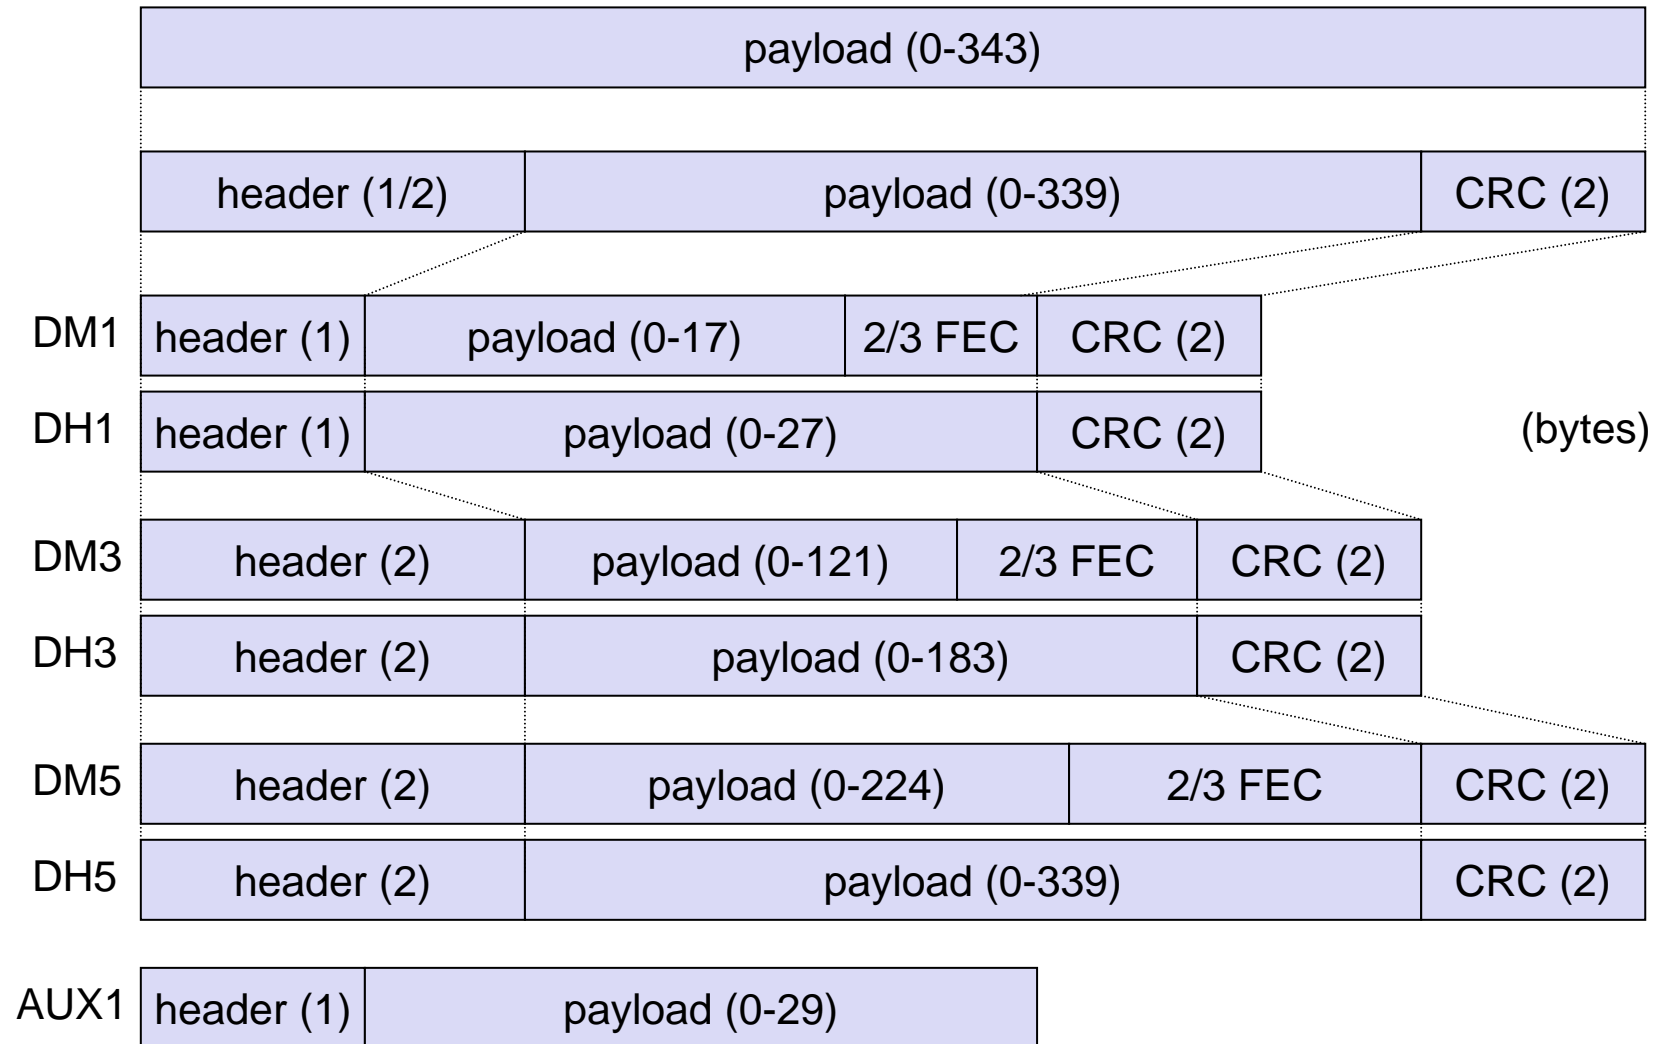 payload (0-343)
header (1/2) payload (0-339) CRC (2)
DM1 header (1) payload (0-17) 2/3 FEC CRC (2)
DH1 header (1) payload (0-27) CRC (2) (bytes)
DM3 header (2) payload (0-121) 2/3 FEC CRC (2)
DH3 header (2) payload (0-183) CRC (2)
DM5 header (2) payload (0-224) 2/3 FEC CRC (2)
DH5 header (2) payload (0-339) CRC (2)
AUX1 header (1) payload (0-29)